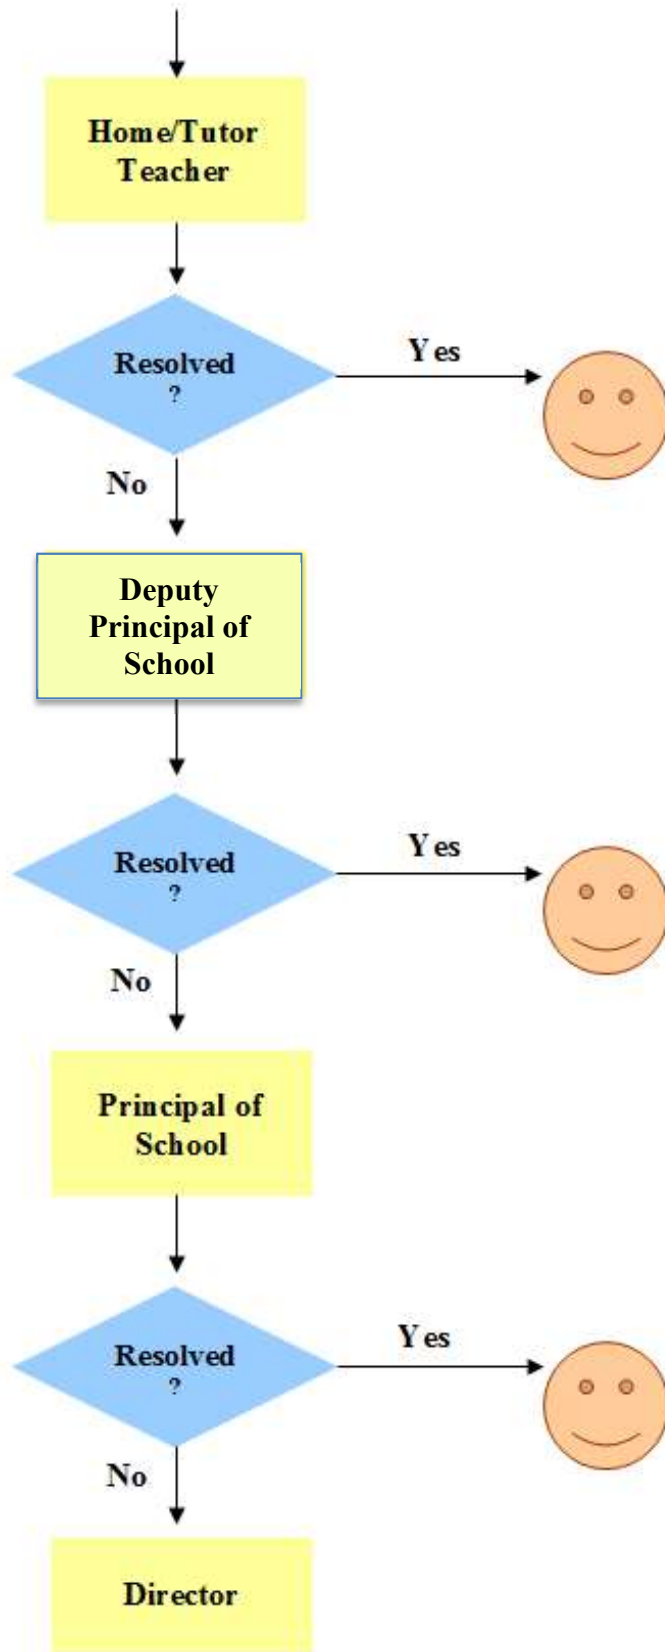 Home/Tutor
Teacher
Resolved
?
Yes
No
Deputy
Principal of
School
Resolved
?
Yes
No
Principal of
School
Resolved
?
Yes
No
Director